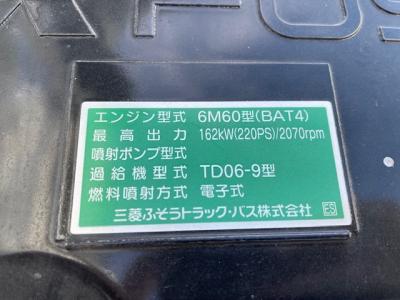 エンジン型式 6M60型(BAT4)
最高出力 162kW(220PS)/2070rpm
噴射ポンプ型式
過給機型式 TD06-9型
燃料噴射方式 電子式
三菱ふそうトラック・バス株式会社 ES